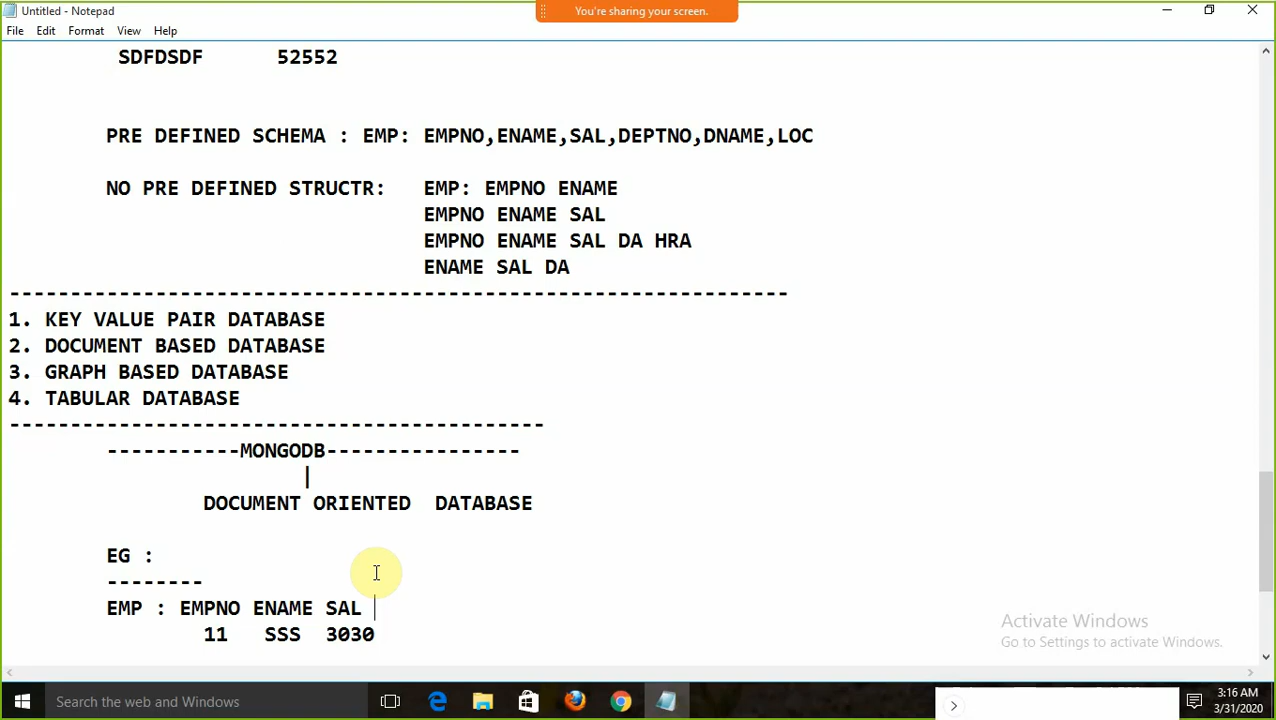 Untitled - Notepad
You're sharing your screen.
File Edit Format View Help
SDFDSDF 52552
PRE DEFINED SCHEMA : EMP: EMPNO,ENAME,SAL,DEPTNO,DNAME,LOC
NO PRE DEFINED STRUCTR: EMP: EMPNO ENAME
EMPNO ENAME SAL
EMPNO ENAME SAL DA HRA
ENAME SAL DA
----------------------------------------------------------------
1. KEY VALUE PAIR DATABASE
2. DOCUMENT BASED DATABASE
3. GRAPH BASED DATABASE
4. TABULAR DATABASE
--------------------------------------------
-----------MONGODB----------------
|
DOCUMENT ORIENTED DATABASE
EG :
--------
EMP : EMPNO ENAME SAL
11 SSS 3030
Activate Windows
Go to Settings to activate Windows.
Search the web and Windows
3:16 AM
3/31/2020